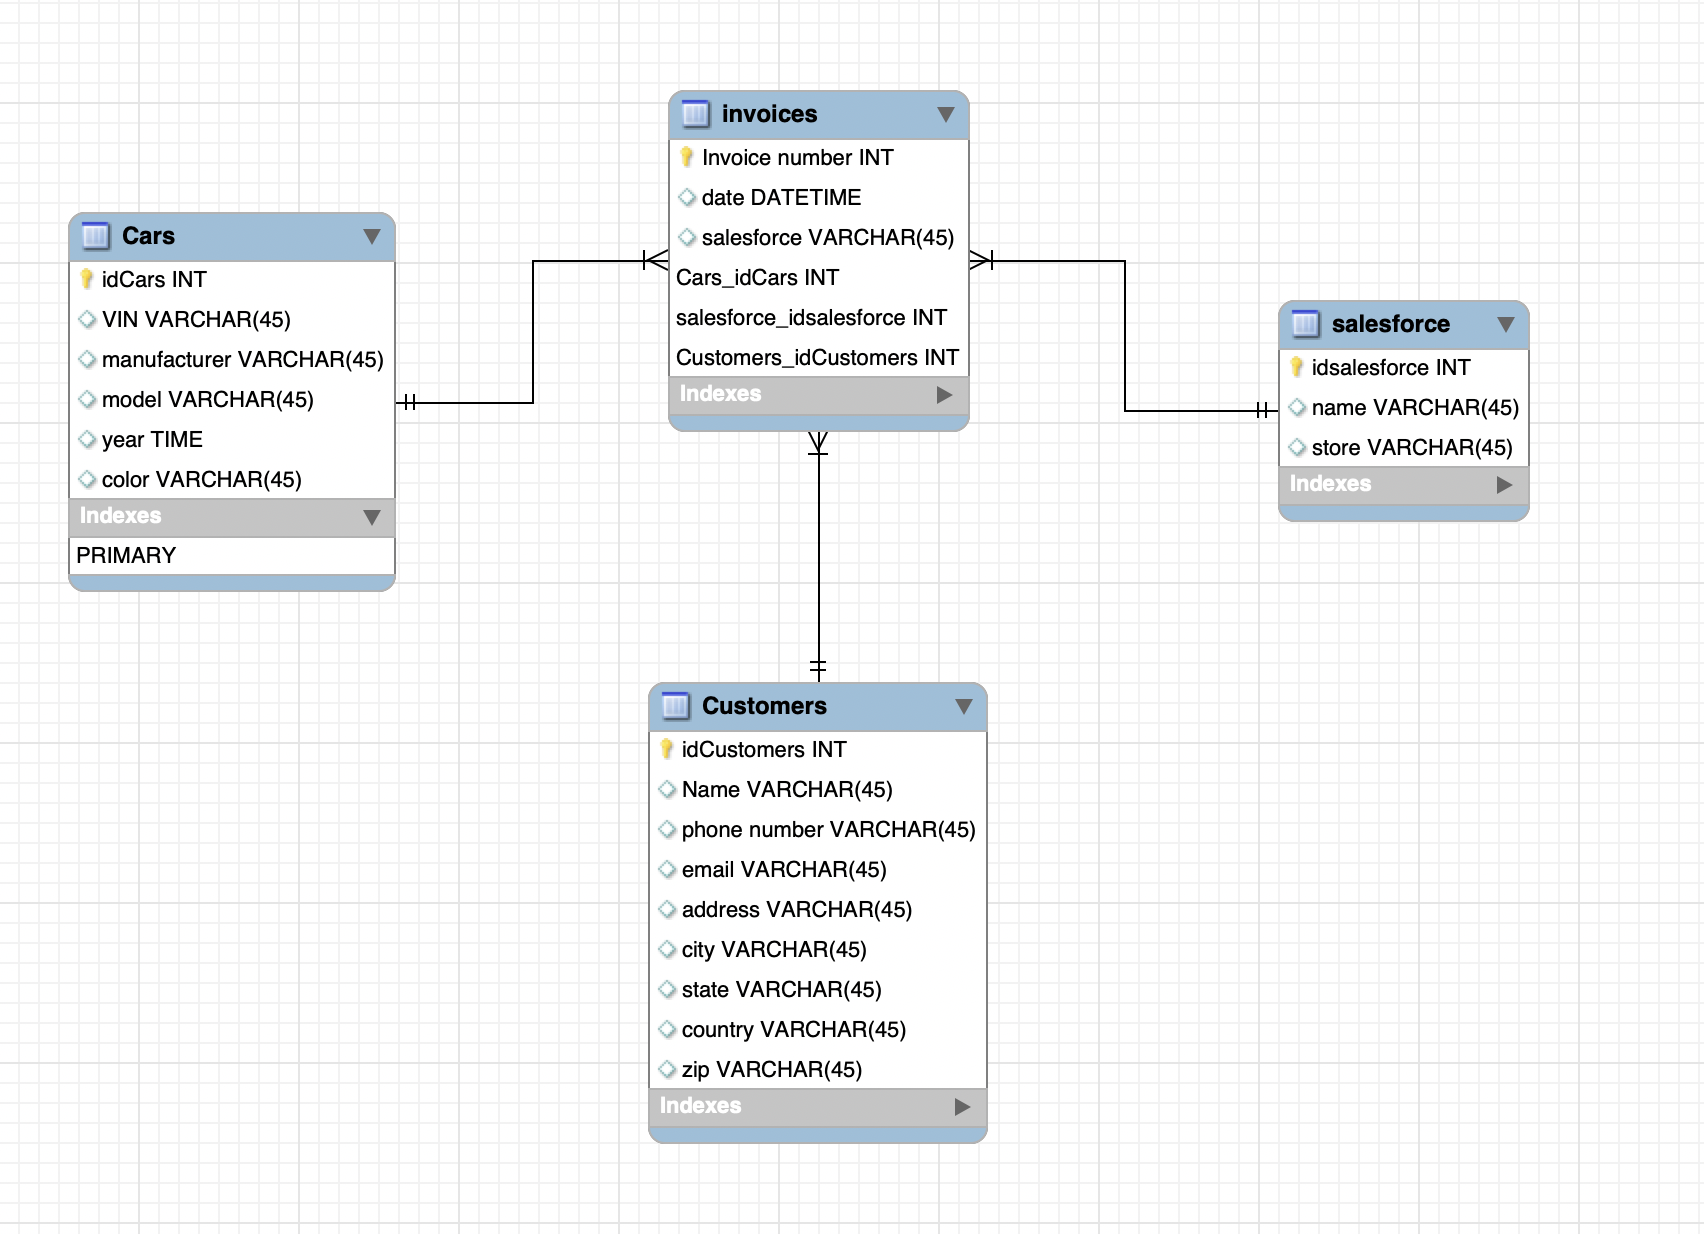 invoices
Invoice number INT
date DATETIME
salesforce VARCHAR(45)
Cars_idCars INT
salesforce_idsalesforce INT
Customers_idCustomers INT
Indexes
Cars
idCars INT
VIN VARCHAR(45)
manufacturer VARCHAR(45)
model VARCHAR(45)
year TIME
color VARCHAR(45)
Indexes
PRIMARY
salesforce
idsalesforce INT
name VARCHAR(45)
store VARCHAR(45)
Indexes
Customers
idCustomers INT
Name VARCHAR(45)
phone number VARCHAR(45)
email VARCHAR(45)
address VARCHAR(45)
city VARCHAR(45)
state VARCHAR(45)
country VARCHAR(45)
zip VARCHAR(45)
Indexes